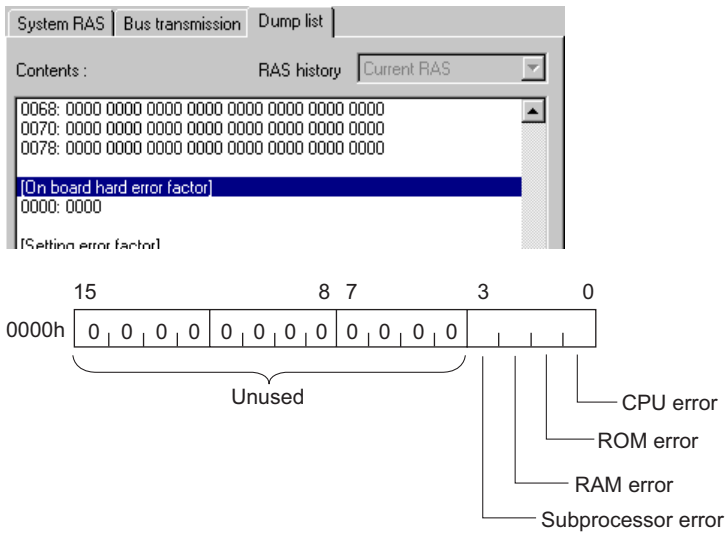 System RAS Bus transmission Dump list
Contents : RAS history Current RAS
0068: 0000 0000 0000 0000 0000 0000 0000 0000
0070: 0000 0000 0000 0000 0000 0000 0000 0000
0078: 0000 0000 0000 0000 0000 0000 0000 0000
[On board hard error factor]
0000: 0000
[Setting error factor]
15 8 7 3 0
0000h 0 0 0 0 0 0 0 0 0 0 0 0
Unused
CPU error
ROM error
RAM error
Subprocessor error